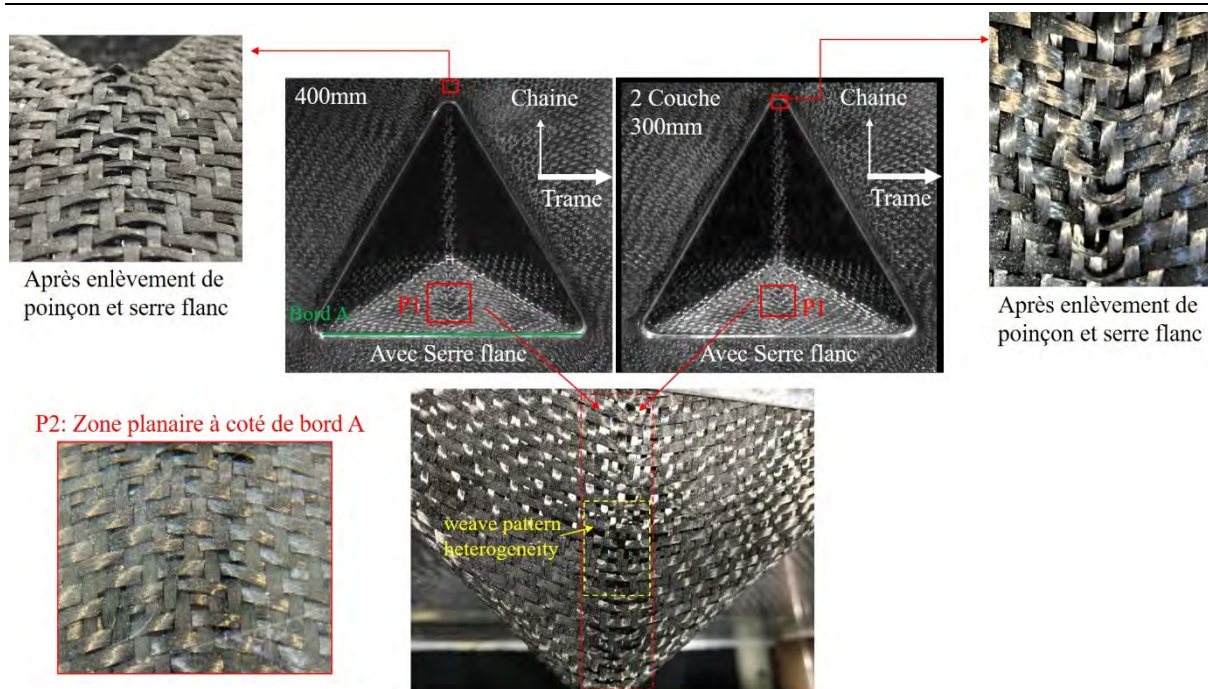 400mm
Chaine
Trame
P1
Bord A
Avec Serre flanc
2 Couche
300mm
Chaine
Trame
P1
Avec Serre flanc
Après enlèvement de
poinçon et serre flanc
Après enlèvement de
poinçon et serre flanc
P2: Zone planaire à coté de bord A
weave pattern
heterogeneity